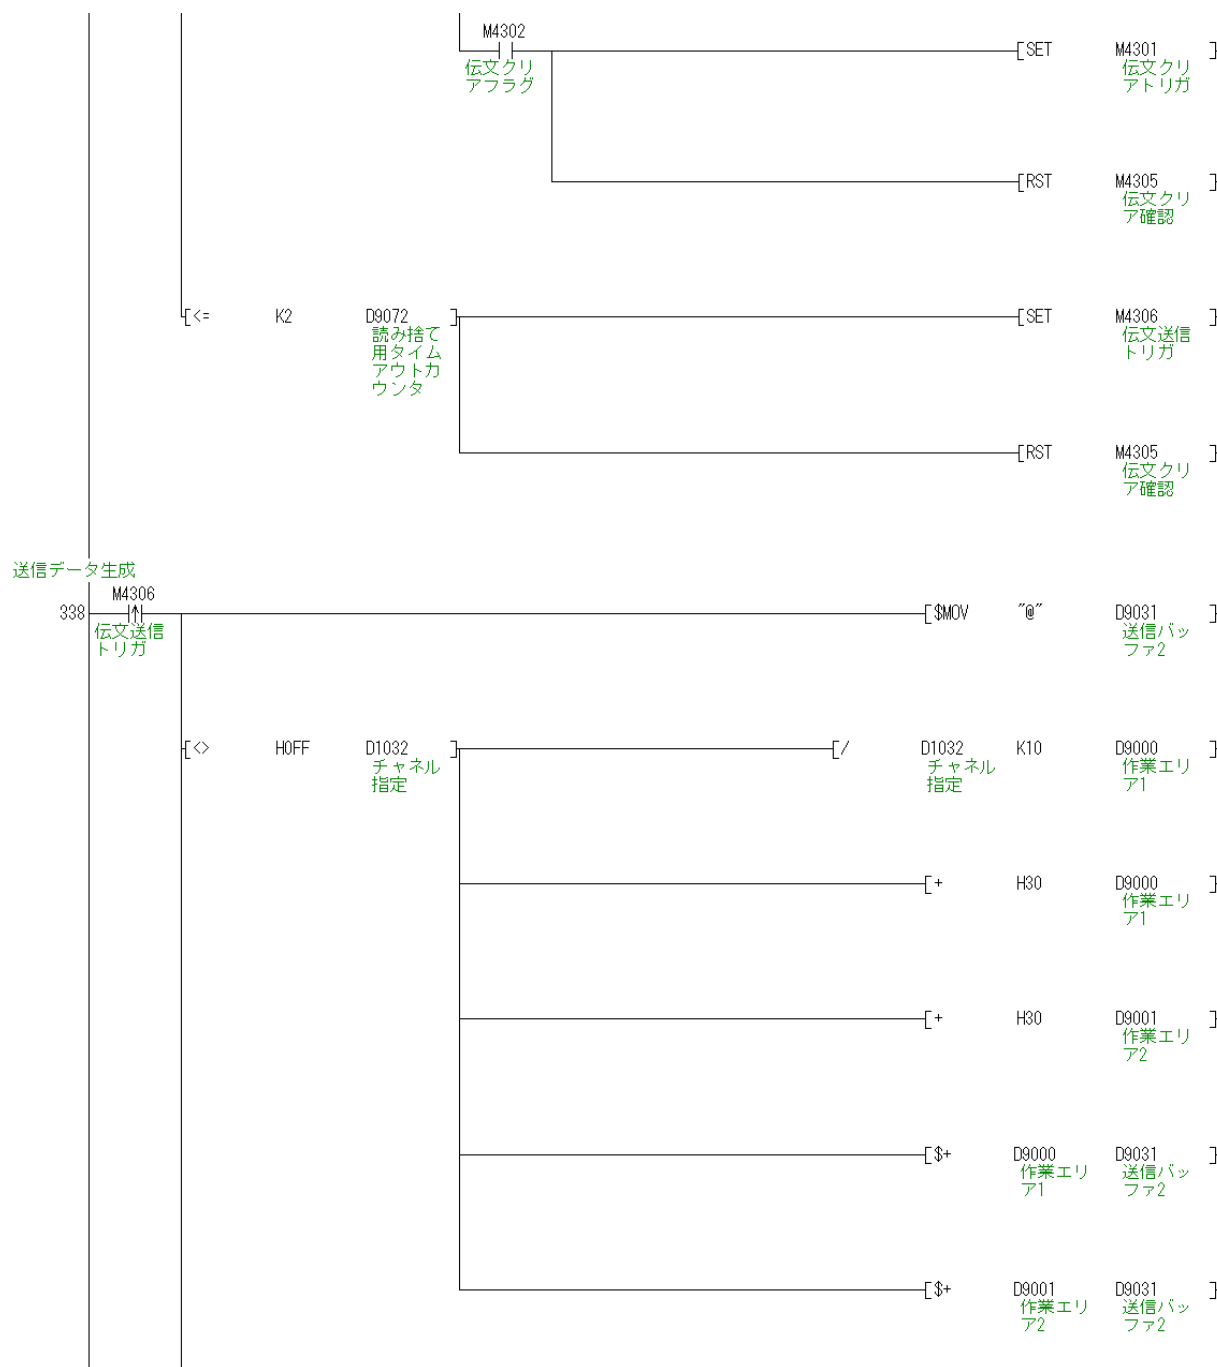 M4302
伝文クリ
アフラグ
[SET M4301 ]
伝文クリ
アトリガ
[RST M4305 ]
伝文クリ
ア確認
[<= K2 D9072 ]
読み捨て
用タイム
アウトカ
ウンタ
[SET M4306 ]
伝文送信
トリガ
[RST M4305 ]
伝文クリ
ア確認
送信データ生成
M4306
338
伝文送信
トリガ
[$MOV "@" D9031 ]
送信バッ
ファ2
[<> H0FF D1032 ]
チャネル
指定
[/ D1032 K10 D9000 ]
チャネル
指定
作業エリ
ア1
[+ H30 D9000 ]
作業エリ
ア1
[+ H30 D9001 ]
作業エリ
ア2
[$+ D9000 D9031 ]
作業エリ
ア1
送信バッ
ファ2
[$+ D9001 D9031 ]
作業エリ
ア2
送信バッ
ファ2